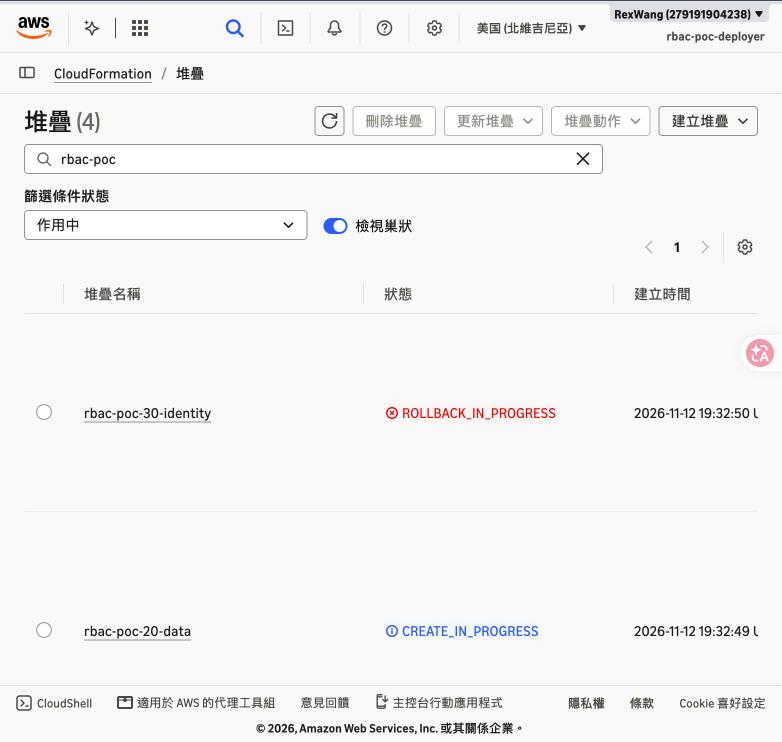 aws
美国 (北維吉尼亞) ▼
RexWang (279191904238) ▼
rbac-poc-deployer
CloudFormation / 堆疊
堆疊 (4)
刪除堆疊
更新堆疊
堆疊動作
建立堆疊
rbac-poc
篩選條件狀態
作用中
檢視巢狀
1
堆疊名稱 狀態 建立時間
rbac-poc-30-identity ROLLBACK_IN_PROGRESS 2026-11-12 19:32:50 U
rbac-poc-20-data CREATE_IN_PROGRESS 2026-11-12 19:32:49 U
CloudShell 適用於 AWS 的代理工具組 意見回饋 主控台行動應用程式 隱私權 條款 Cookie 喜好設定
© 2026, Amazon Web Services, Inc. 或其關係企業。